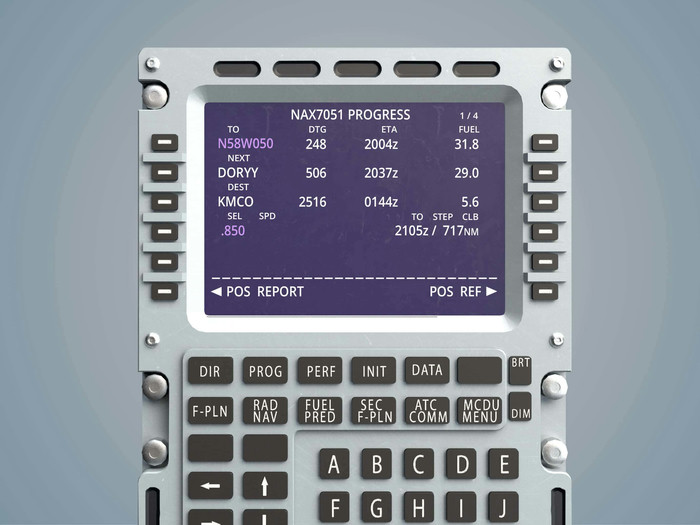 NAX7051 PROGRESS 1 / 4
TO DTG ETA FUEL
N58W050 248 2004z 31.8
NEXT
DORYY 506 2037z 29.0
DEST
KMCO 2516 0144z 5.6
SEL SPD TO STEP CLB
.850 2105z / 717NM
◀ POS REPORT POS REF ▶
DIR PROG PERF INIT DATA BRT
F-PLN RAD NAV FUEL PRED SEC F-PLN ATC COMM MCDU MENU DIM
A B C D E
← ↑
F G H I J
→ ↓